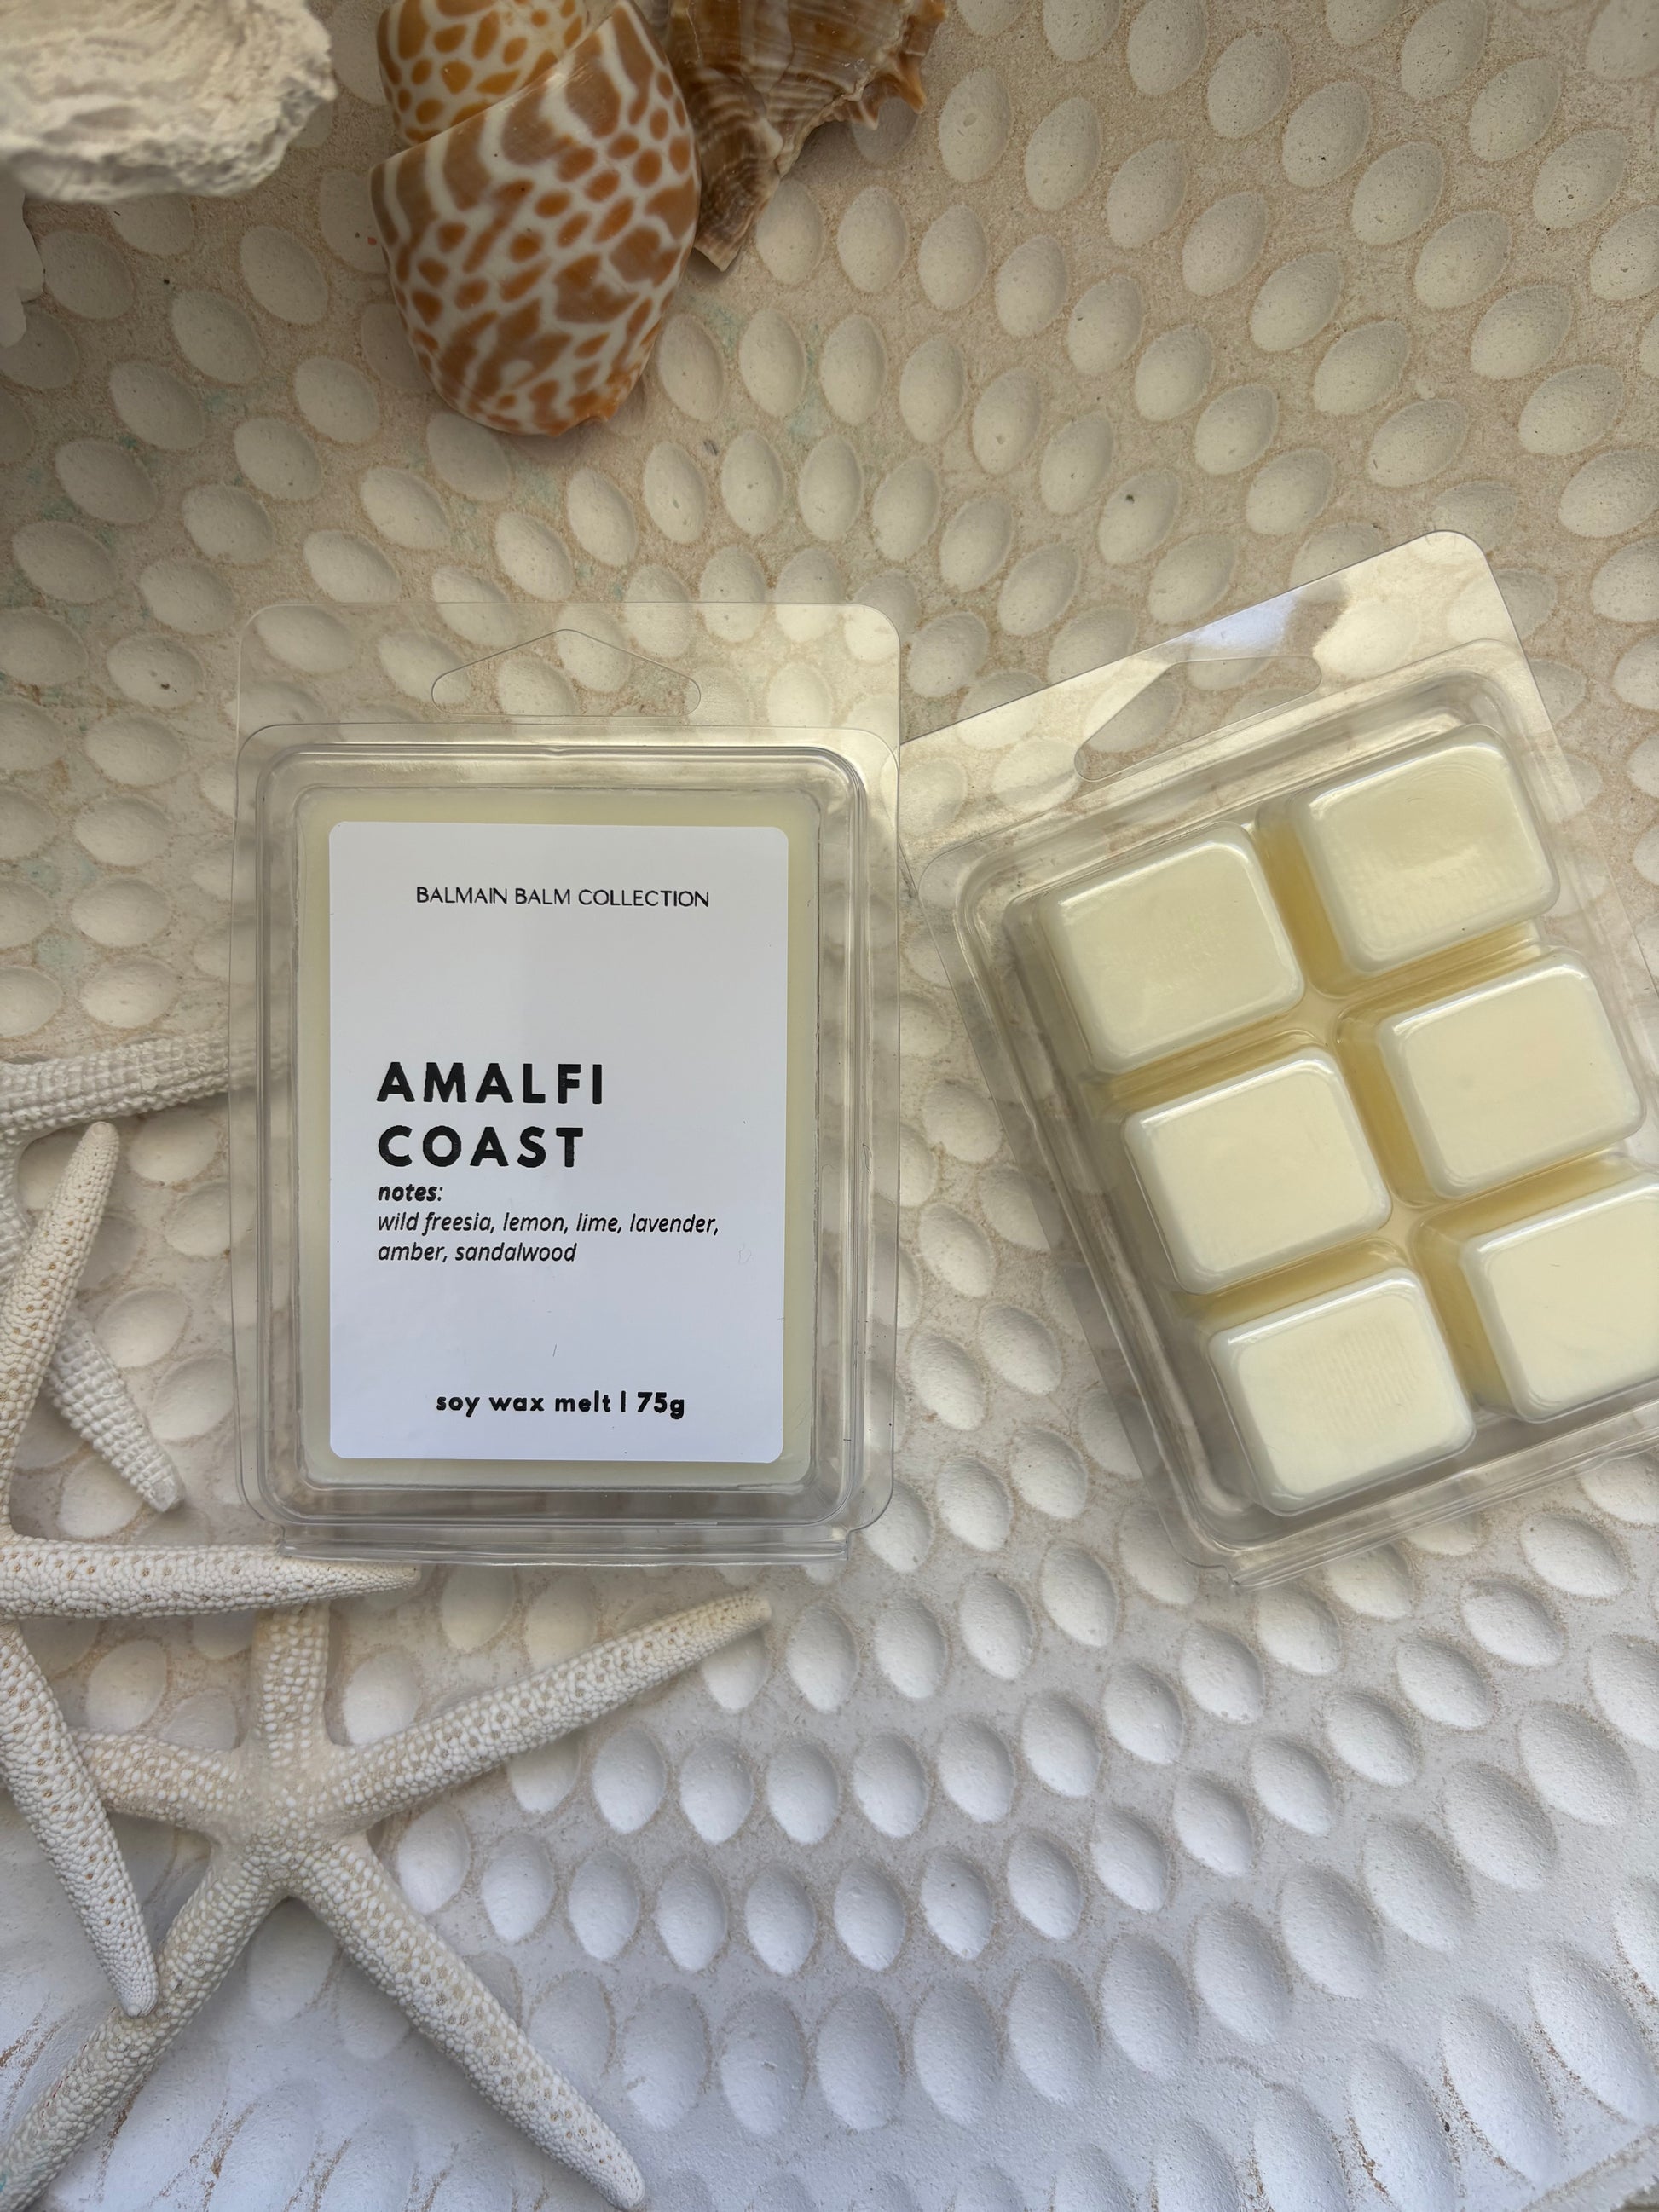 BALMAIN BALM COLLECTION
AMALFI
COAST
notes:
wild freesia, lemon, lime, lavender,
amber, sandalwood
soy wax melt | 75g